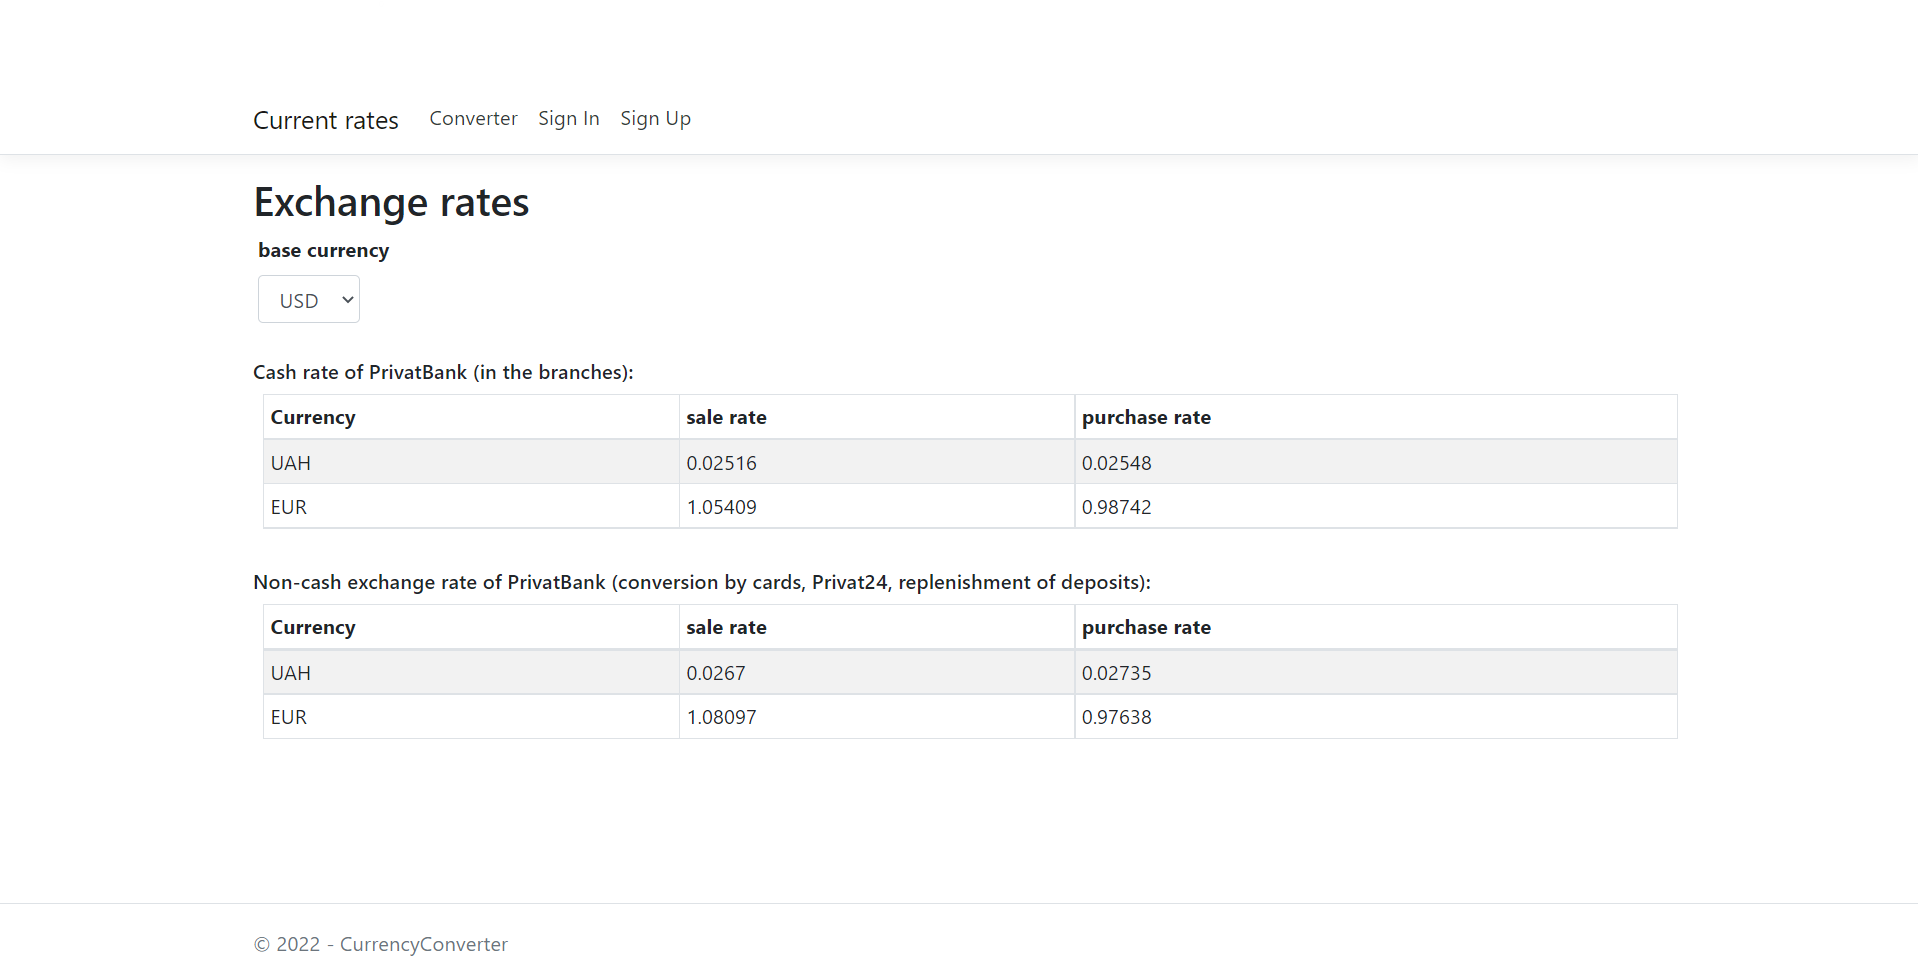 Current rates Converter Sign In Sign Up
Exchange rates
base currency
USD
Cash rate of PrivatBank (in the branches):
Currency sale rate purchase rate
UAH 0.02516 0.02548
EUR 1.05409 0.98742
Non-cash exchange rate of PrivatBank (conversion by cards, Privat24, replenishment of deposits):
Currency sale rate purchase rate
UAH 0.0267 0.02735
EUR 1.08097 0.97638
© 2022 - CurrencyConverter